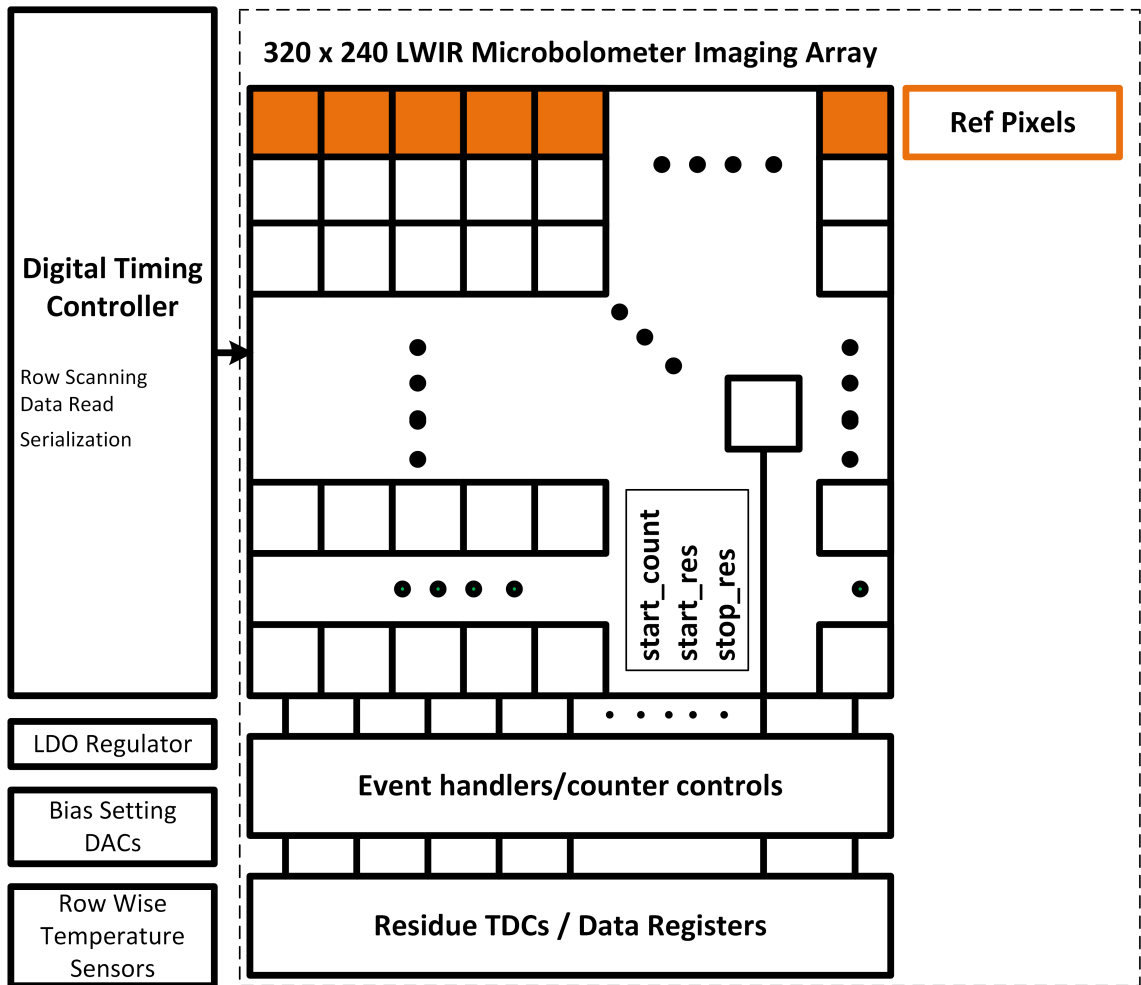 320 x 240 LWIR Microbolometer Imaging Array
Ref Pixels
Digital Timing
Controller
Row Scanning
Data Read
Serialization
start_count
start_res
stop_res
LDO Regulator
Bias Setting
DACs
Row Wise
Temperature
Sensors
Event handlers/counter controls
Residue TDCs / Data Registers